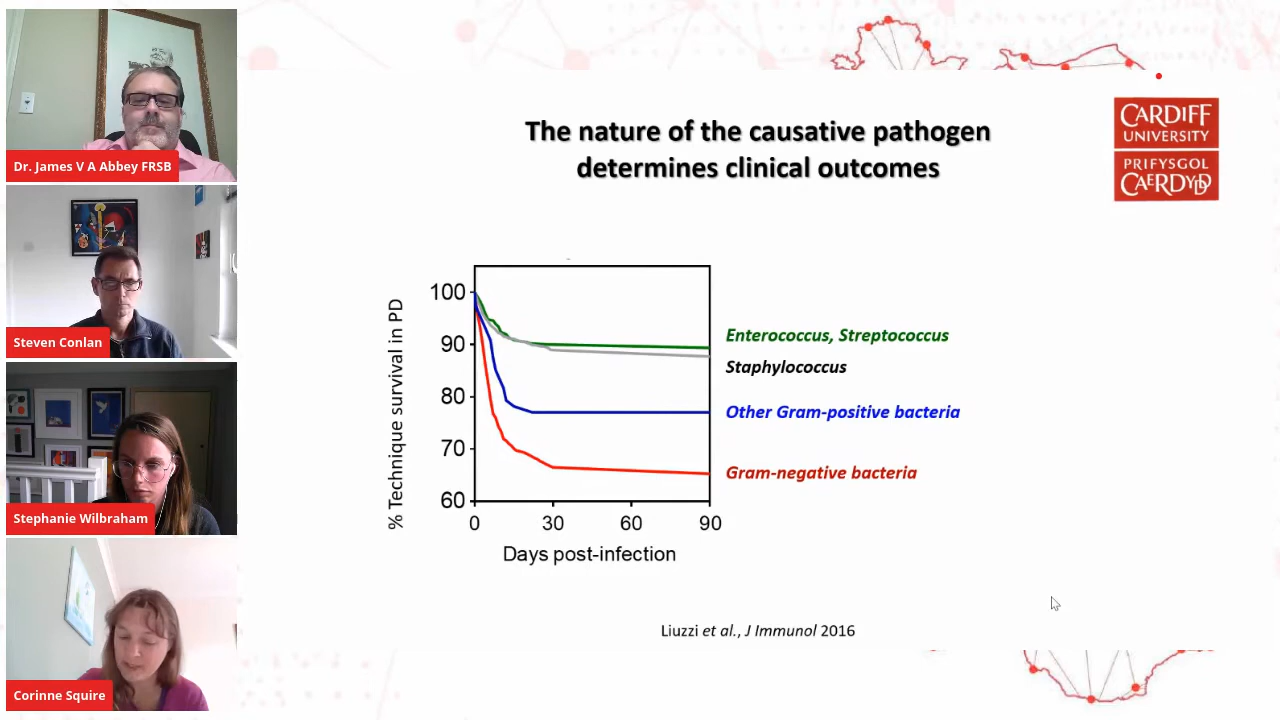 Dr. James V A Abbey FRSB
Steven Conlan
Stephanie Wilbraham
Corinne Squire
The nature of the causative pathogen
determines clinical outcomes
CARDIFF
UNIVERSITY
PRIFYSGOL
CAERDYDD
% Technique survival in PD
100
90
80
70
60
0 30 60 90
Days post-infection
Enterococcus, Streptococcus
Staphylococcus
Other Gram-positive bacteria
Gram-negative bacteria
Liuzzi et al., J Immunol 2016